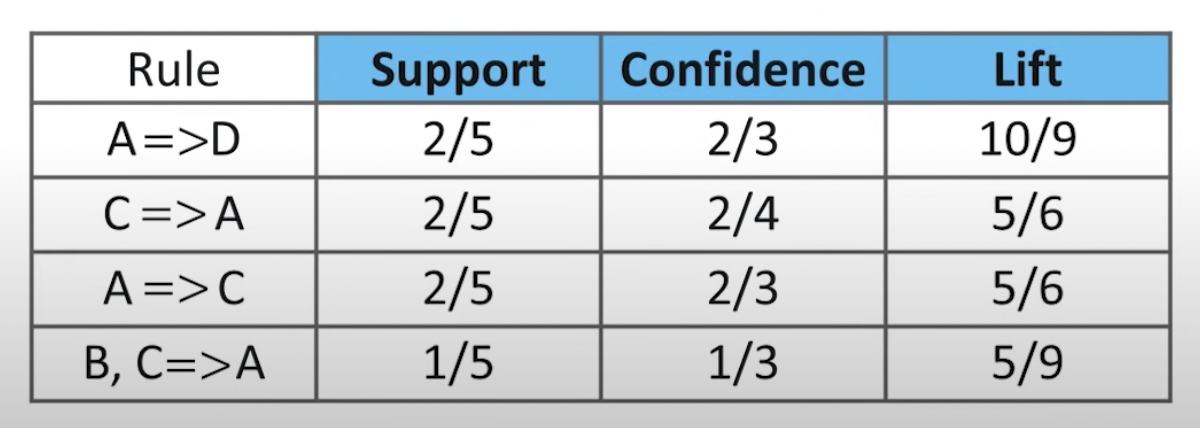 Rule Support Confidence Lift
A=>D 2/5 2/3 10/9
C=>A 2/5 2/4 5/6
A=>C 2/5 2/3 5/6
B, C=>A 1/5 1/3 5/9